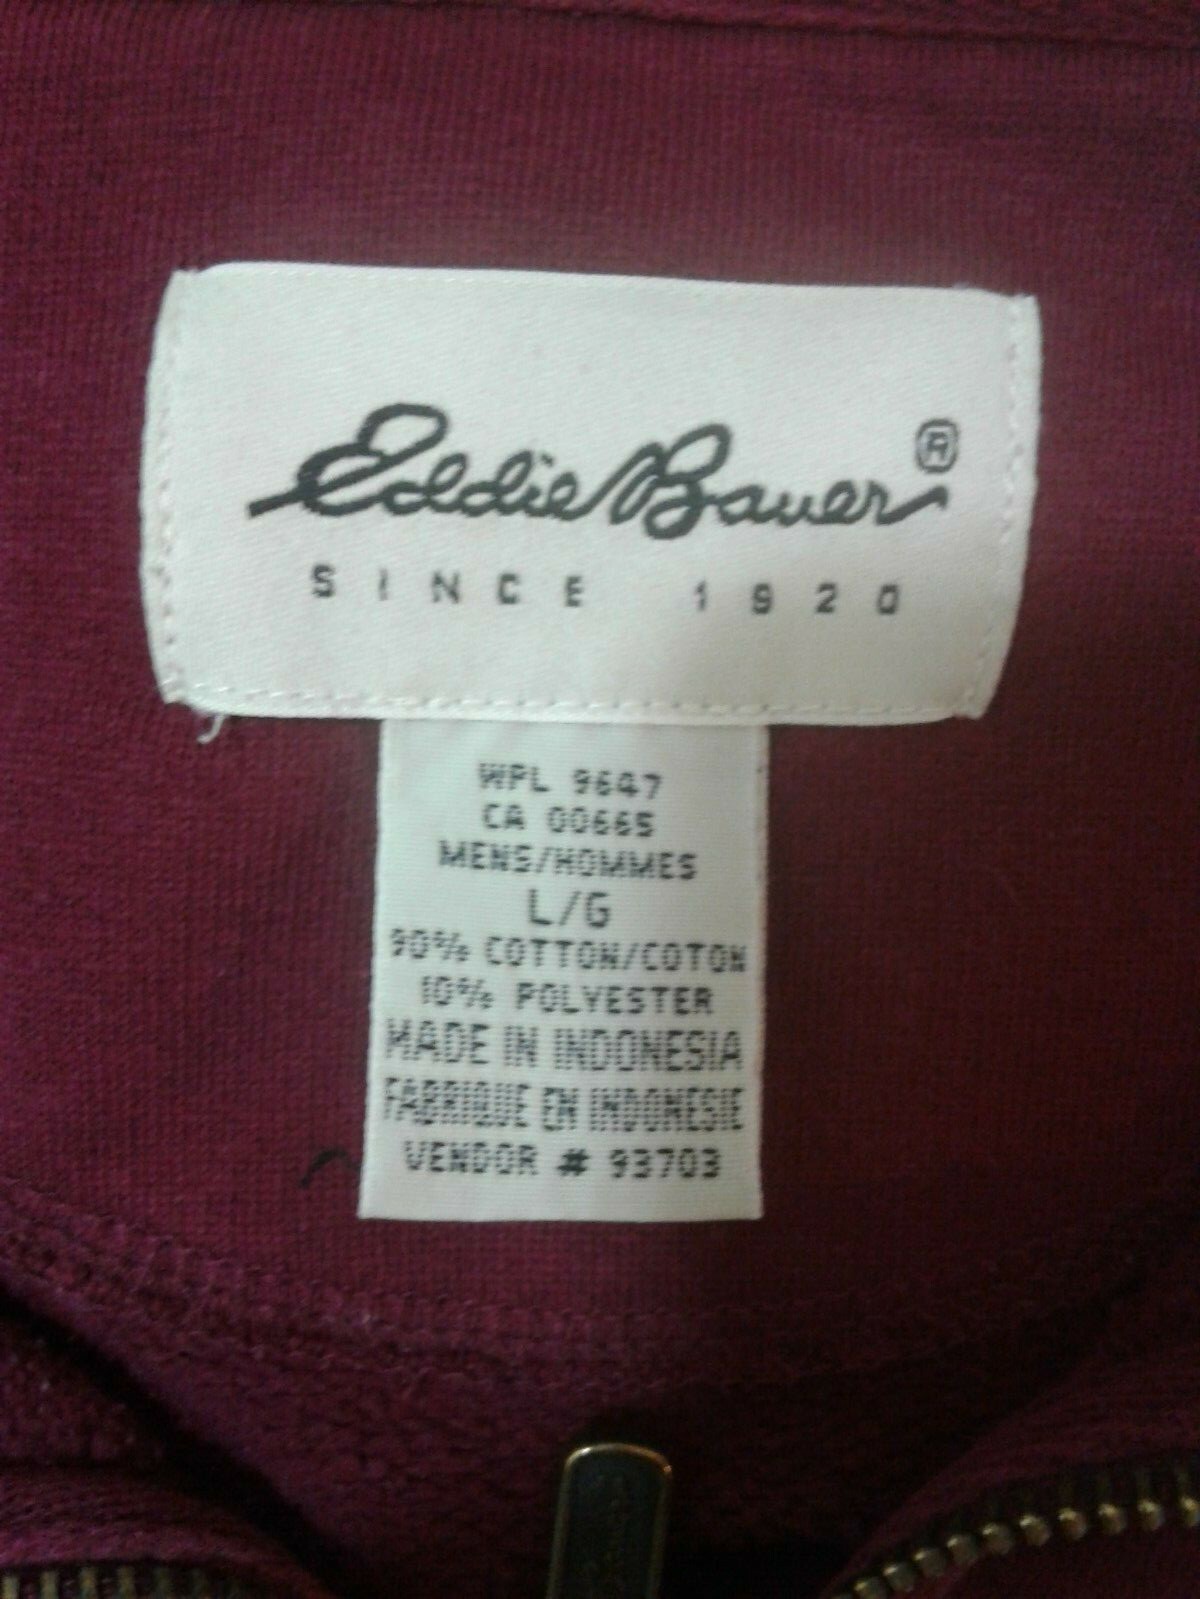 Eddie Bauer ®
SINCE 1920
WPL 9647
CA 00665
MENS/HOMMES
L/G
90% COTTON/COTON
10% POLYESTER
MADE IN INDONESIA
FABRIQUE EN INDONESIE
VENDOR # 93703